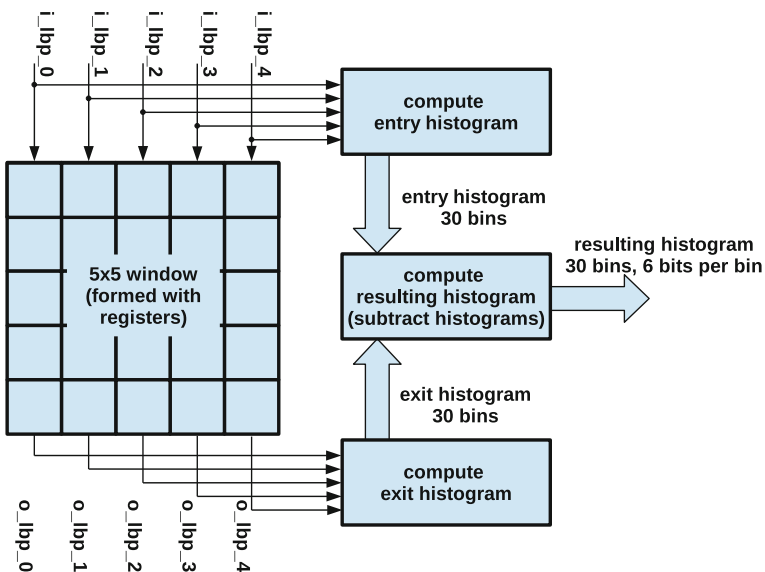 i_lbp_0
i_lbp_1
i_lbp_2
i_lbp_3
i_lbp_4
compute
entry histogram
entry histogram
30 bins
5x5 window
(formed with
registers)
compute
resulting histogram
(subtract histograms)
resulting histogram
30 bins, 6 bits per bin
exit histogram
30 bins
compute
exit histogram
o_lbp_0
o_lbp_1
o_lbp_2
o_lbp_3
o_lbp_4